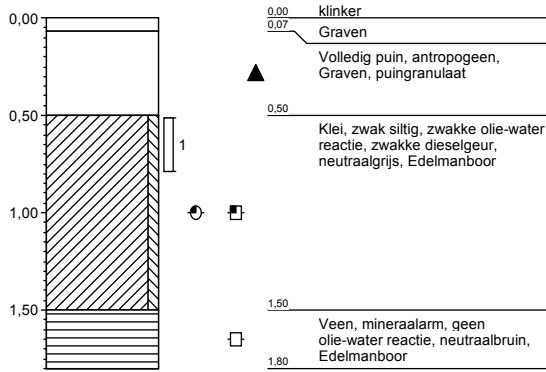 0,00
0,50
1,00
1,50
1
0,00 klinker
0,07 Graven
Volledig puin, antropogeen,
Graven, puingranulaat
0,50
Klei, zwak siltig, zwakke olie-water
reactie, zwakke dieselgeur,
neutraalgrijs, Edelmanboor
1,50
Veen, mineraalarm, geen
olie-water reactie, neutraalbruin,
Edelmanboor
1,80